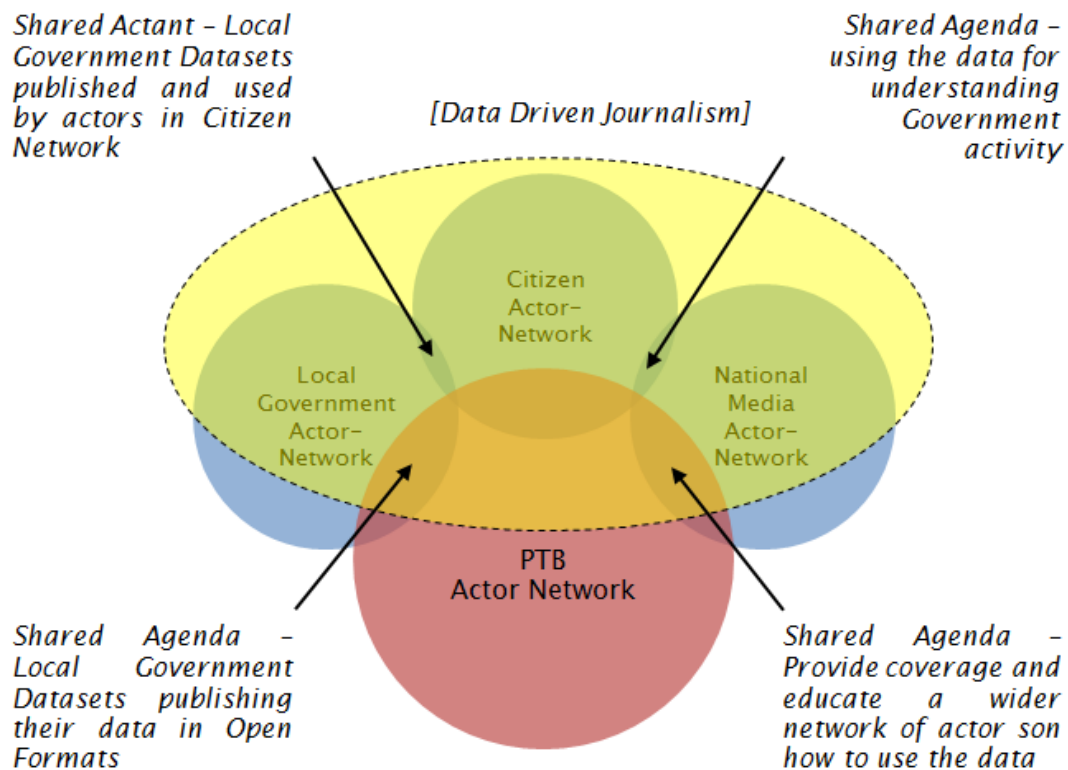 Shared Actant – Local
Government Datasets
published and used
by actors in Citizen
Network
[Data Driven Journalism]
Shared Agenda –
using the data for
understanding
Government
activity
Citizen
Actor–
Network
Local
Government
Actor–
Network
National
Media
Actor–
Network
PTB
Actor Network
Shared Agenda –
Local Government
Datasets publishing
their data in Open
Formats
Shared Agenda –
Provide coverage and
educate a wider
network of actor son
how to use the data